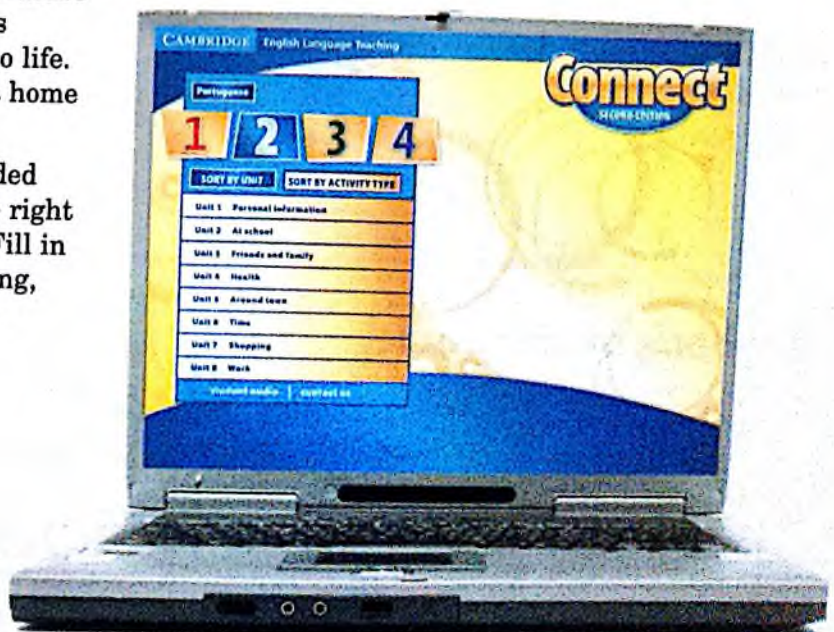 s
o life.
home
ded
right
Fill in
ng,
CAMBRIDGE English Language Teaching
Connect
SECOND EDITION
Portuguese
1 2 3 4
SORT BY UNIT SORT BY ACTIVITY TYPE
Unit 1 Personal information
Unit 2 At school
Unit 3 Friends and family
Unit 4 Health
Unit 5 Around town
Unit 6 Time
Unit 7 Shopping
Unit 8 Work
student audio | contact us